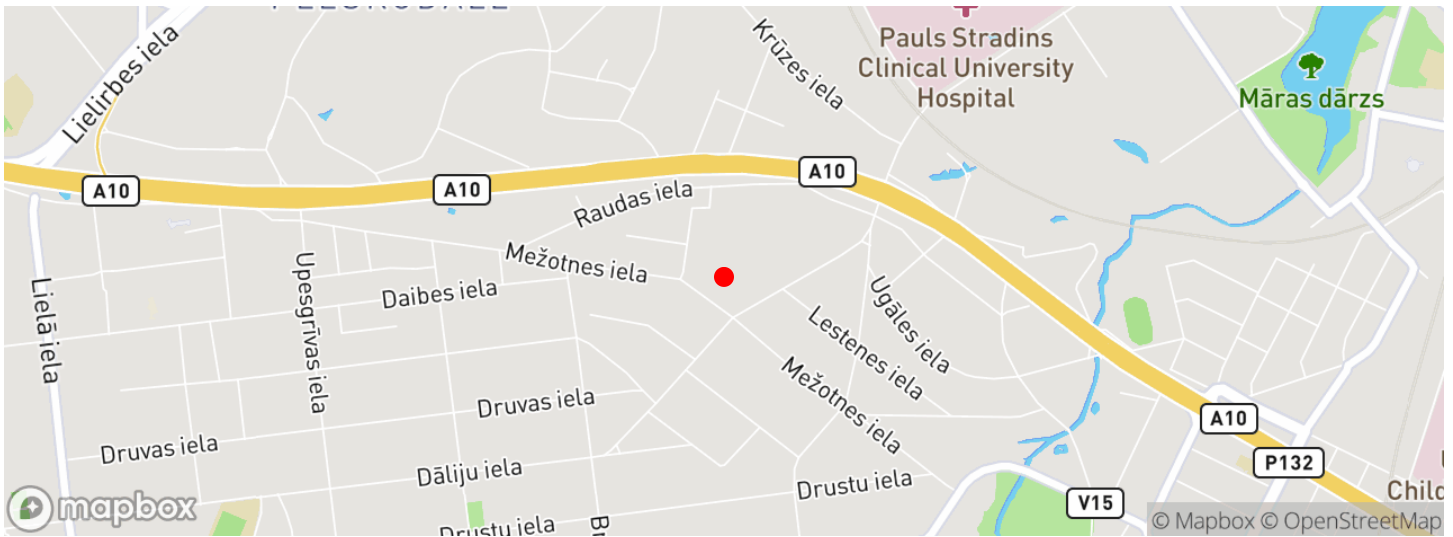 Lielirbes iela
Krūzes iela
Pauls Stradins
Clinical University
Hospital
Māras dārzs
A10
A10
A10
Raudas iela
Mežotnes iela
Daibes iela
Upesgrīvas iela
Lielā iela
Ugāles iela
Lestenes iela
Mežotnes iela
Druvas iela
Druvas iela
A10
P132
Dāliju iela
Drustu iela
Drustu iela
V15
mapbox
© Mapbox © OpenStreetMap